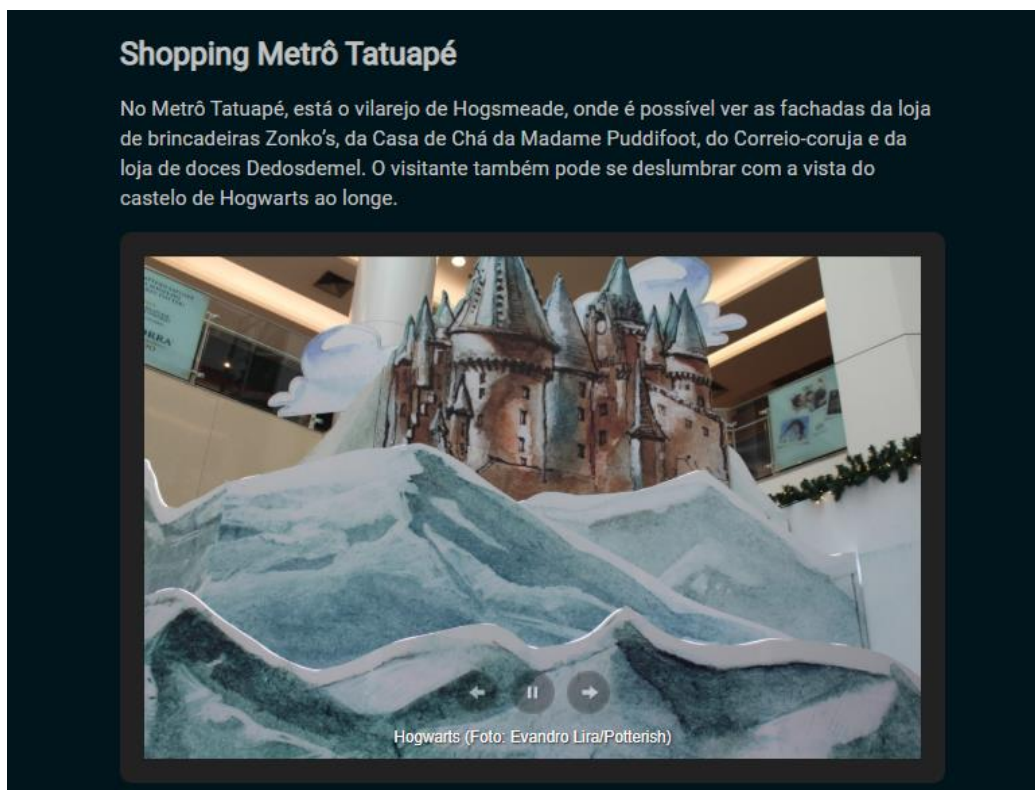 Shopping Metrô Tatuapé
No Metrô Tatuapé, está o vilarejo de Hogsmeade, onde é possível ver as fachadas da loja
de brincadeiras Zonko’s, da Casa de Chá da Madame Puddifoot, do Correio-coruja e da
loja de doces Dedosdemel. O visitante também pode se deslumbrar com a vista do
castelo de Hogwarts ao longe.
Hogwarts (Foto: Evandro Lira/Potterish)